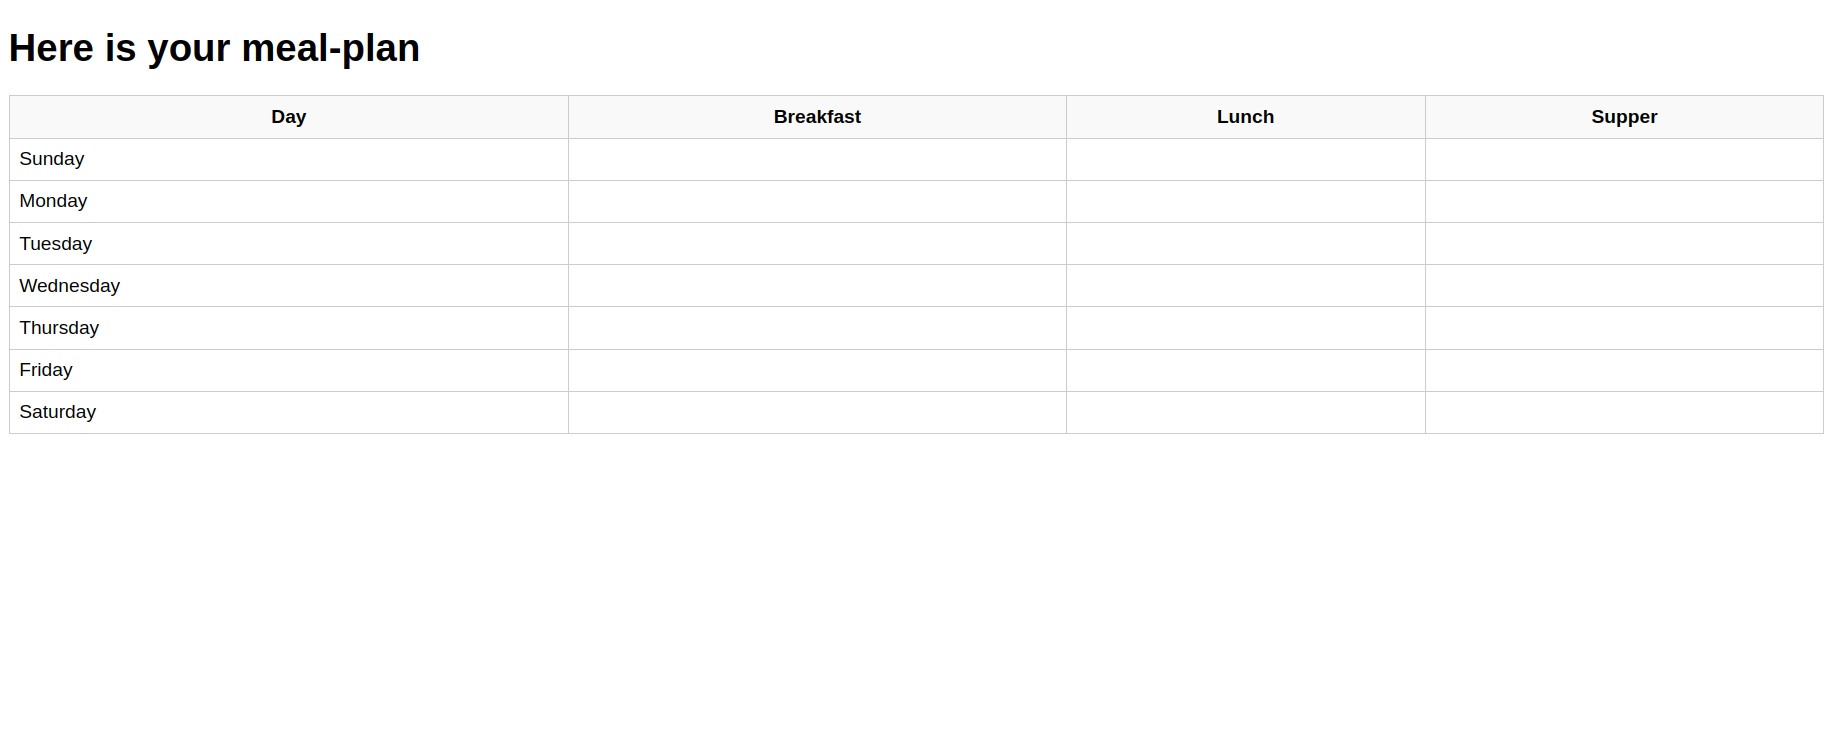 Here is your meal-plan
Day Breakfast Lunch Supper
Sunday
Monday
Tuesday
Wednesday
Thursday
Friday
Saturday